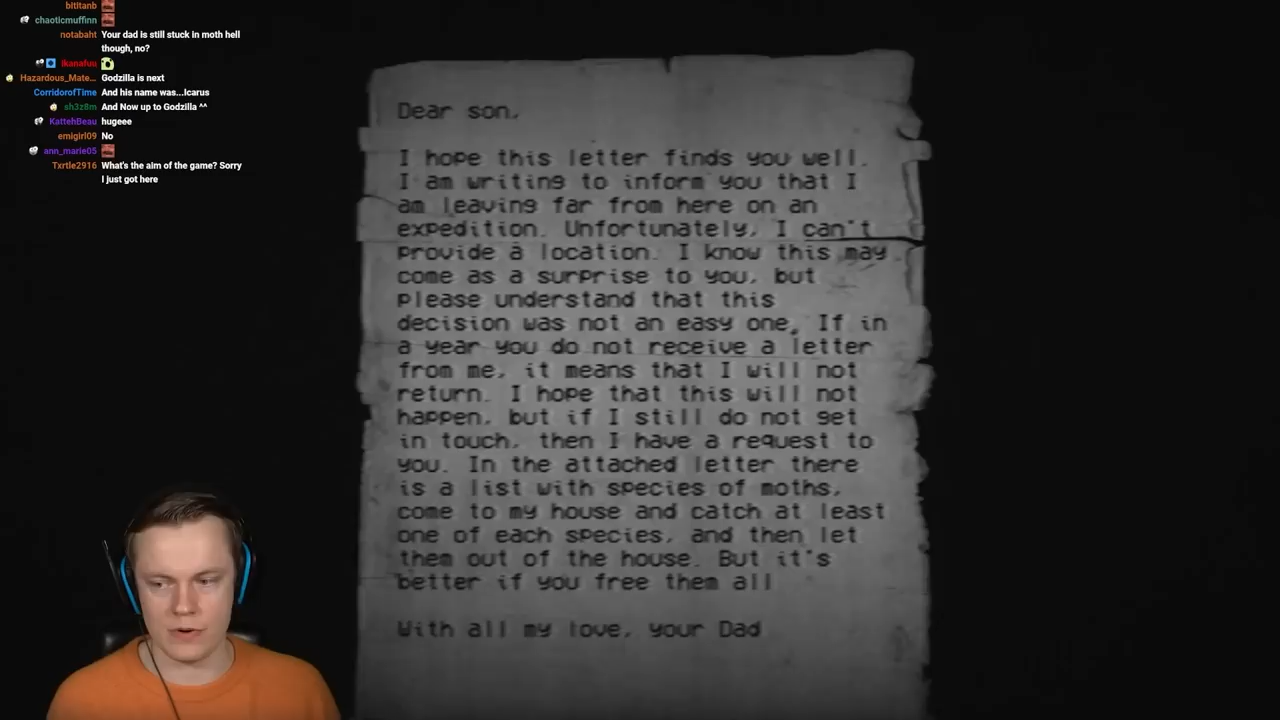 bititanb
chaoticmuffinn
notabaht Your dad is still stuck in moth hell
though, no?
ikanafuu
Hazardous_Mate... Godzilla is next
CorridorofTime And his name was...Icarus
sh3z8m And Now up to Godzilla ^^
KattehBeau hugeee
emigirl09 No
ann_marie05
Txrtle2916 What's the aim of the game? Sorry
I just got here
Dear son,
I hope this letter finds you well.
I am writing to inform you that I
am leaving far from here on an
expedition. Unfortunately, I can't
provide a location. I know this may
come as a surprise to you, but
please understand that this
decision was not an easy one, If in
a year you do not receive a letter
from me, it means that I will not
return. I hope that this will not
happen, but if I still do not get
in touch, then I have a request to
you. In the attached letter there
is a list with species of moths,
come to my house and catch at least
one of each species, and then let
them out of the house. But it's
better if you free them all
With all my love, your Dad